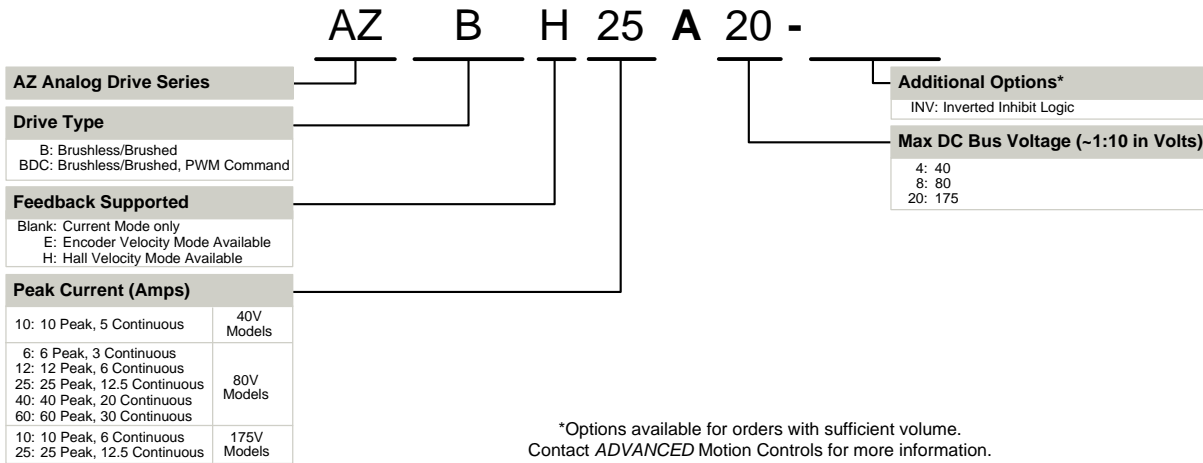 AZ B H 25 A 20 -
AZ Analog Drive Series
Drive Type
B: Brushless/Brushed
BDC: Brushless/Brushed, PWM Command
Feedback Supported
Blank: Current Mode only
E: Encoder Velocity Mode Available
H: Hall Velocity Mode Available
Peak Current (Amps)
10: 10 Peak, 5 Continuous
40V
Models
6: 6 Peak, 3 Continuous
12: 12 Peak, 6 Continuous
25: 25 Peak, 12.5 Continuous
40: 40 Peak, 20 Continuous
60: 60 Peak, 30 Continuous
80V
Models
10: 10 Peak, 6 Continuous
25: 25 Peak, 12.5 Continuous
175V
Models
Additional Options*
INV: Inverted Inhibit Logic
Max DC Bus Voltage (~1:10 in Volts)
4: 40
8: 80
20: 175
*Options available for orders with sufficient volume.
Contact ADVANCED Motion Controls for more information.